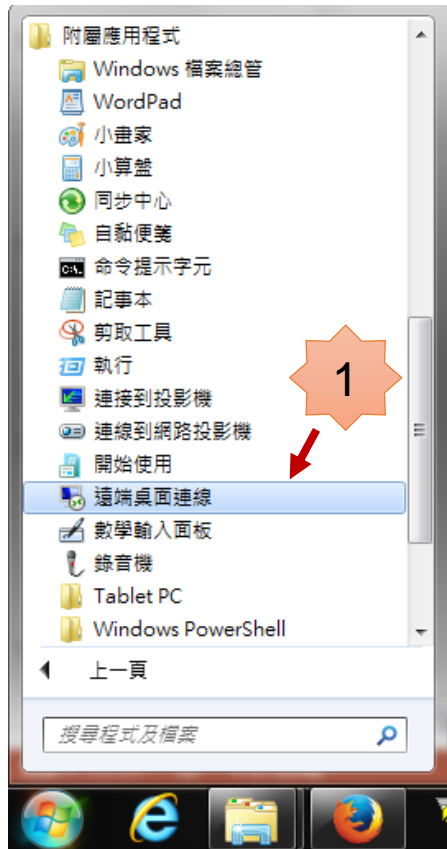 附屬應用程式
Windows 檔案總管
WordPad
小畫家
小算盤
同步中心
自黏便箋
命令提示字元
記事本
剪取工具
執行
連接到投影機
連線到網路投影機
開始使用
遠端桌面連線
數學輸入面板
錄音機
Tablet PC
Windows PowerShell
上一頁
搜尋程式及檔案
1